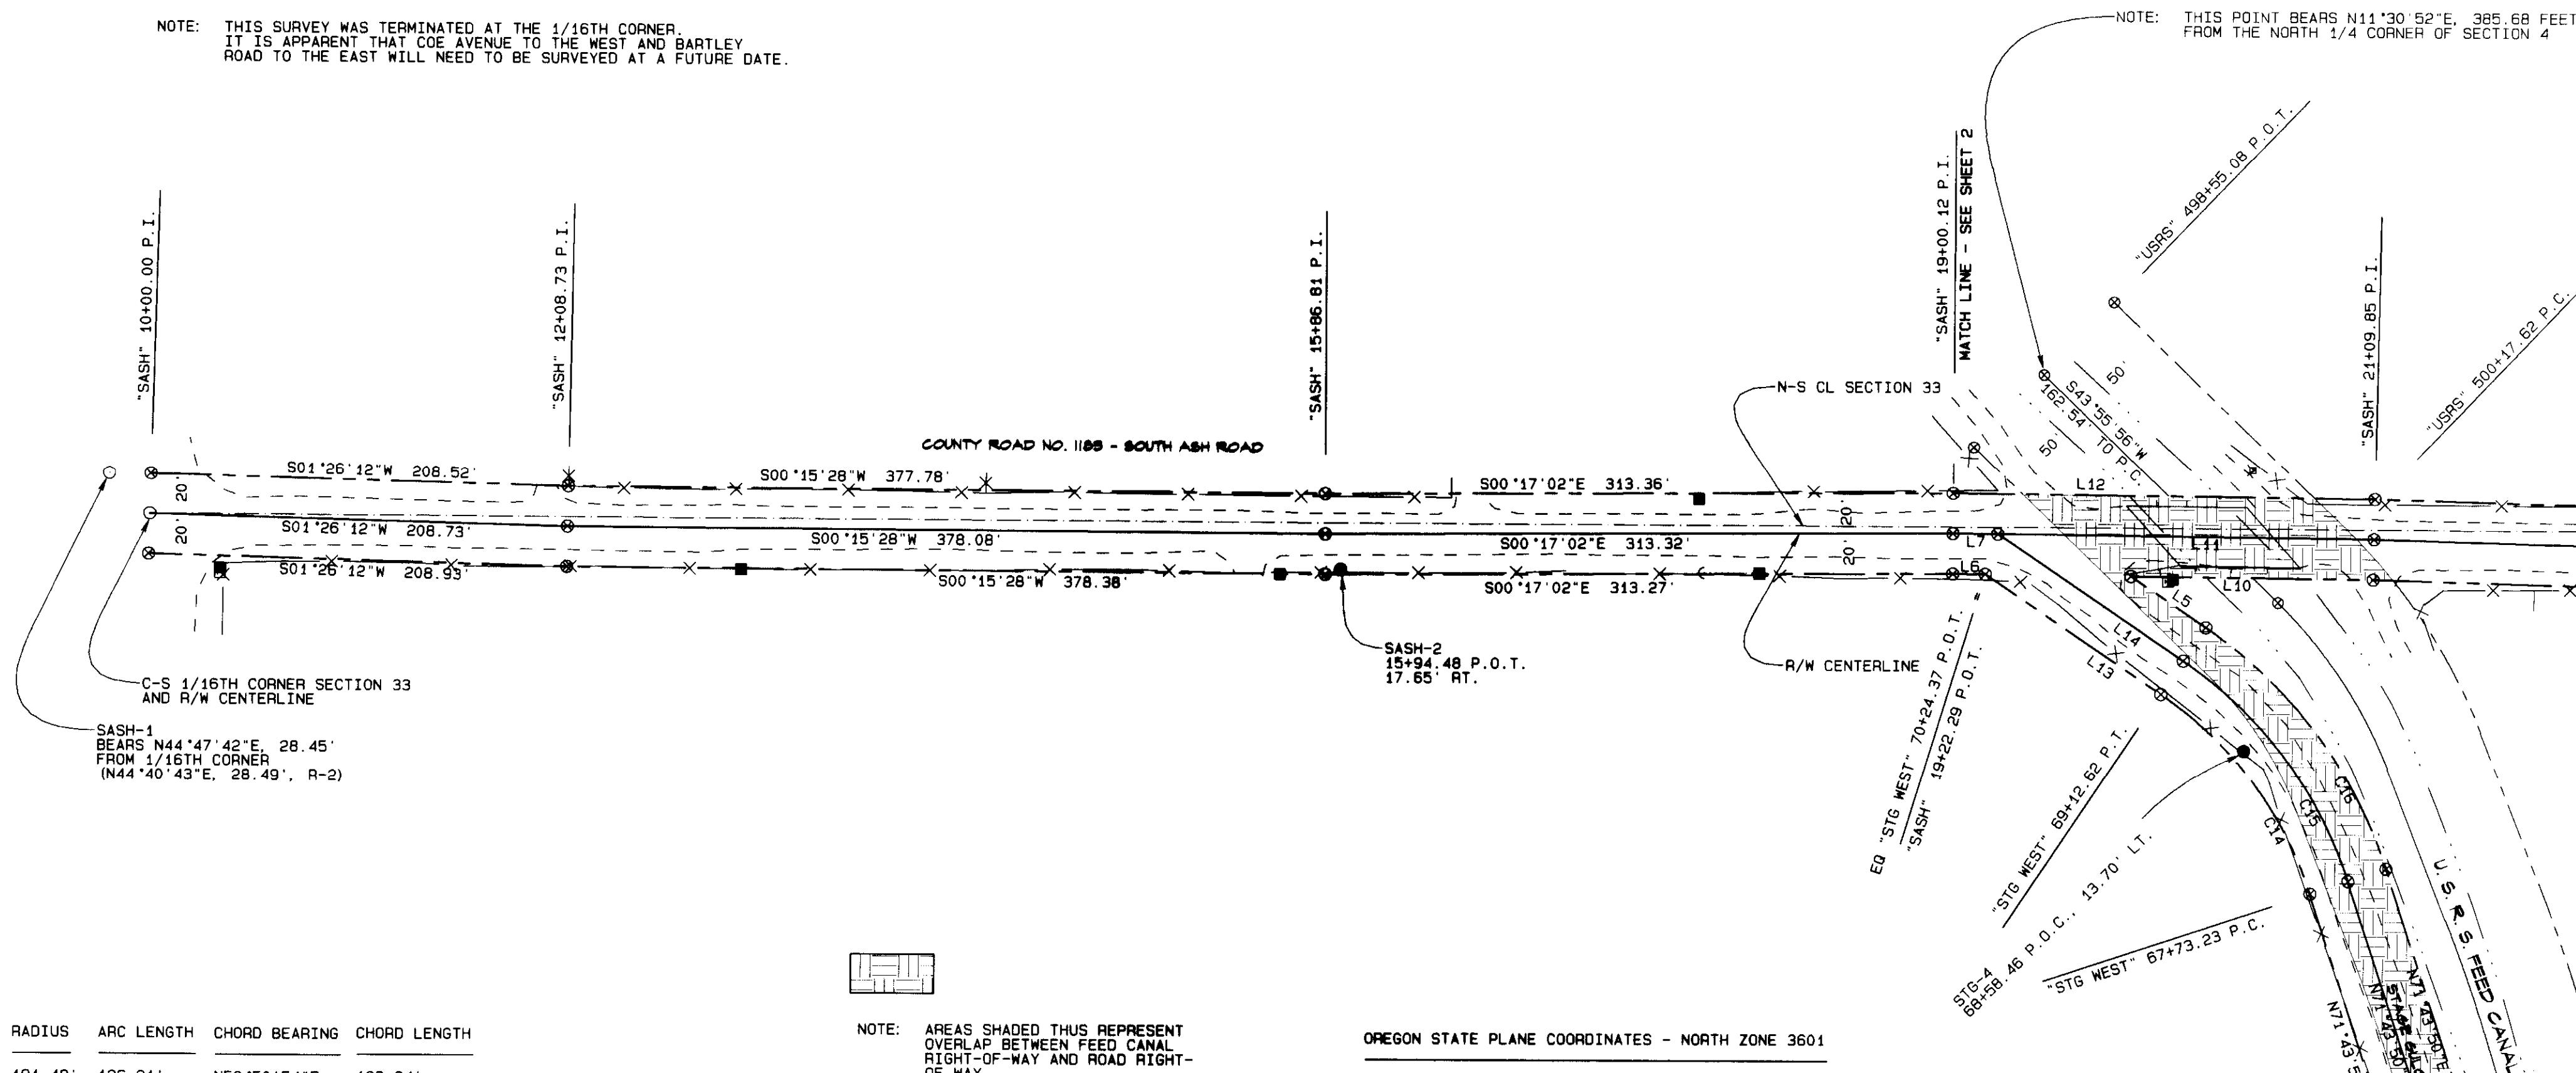 NOTE: THIS SURVEY WAS TERMINATED AT THE 1/16TH CORNER.
IT IS APPARENT THAT COE AVENUE TO THE WEST AND BARTLEY
ROAD TO THE EAST WILL NEED TO BE SURVEYED AT A FUTURE DATE.
NOTE: THIS POINT BEARS N11°30'52"E, 385.68 FEET
FROM THE NORTH 1/4 CORNER OF SECTION 4
"SASH" 10+00.00 P.I.
"SASH" 12+08.73 P.I.
"SASH" 15+86.81 P.I.
"SASH" 19+00.12 P.I.
MATCH LINE - SEE SHEET 2
"USRS" 498+55.08 P.O.T.
"SASH" 21+09.85 P.I.
"USRS" 500+17.62 P.C.
N-S CL SECTION 33
50'
S43°55'56"W
162.54' TO P.C.
50'
COUNTY ROAD NO. 1185 - SOUTH ASH ROAD
S01°26'12"W 208.52'
S00°15'28"W 377.78'
S00°17'02"E 313.36'
L12
20'
20'
S01°26'12"W 208.73'
S00°15'28"W 378.08'
S00°17'02"E 313.32'
20'
20'
L7
L11
S01°26'12"W 208.93'
S00°15'28"W 378.38'
S00°17'02"E 313.27'
L6
L10
L5
L14
L13
SASH-2
15+94.48 P.O.T.
17.65' RT.
R/W CENTERLINE
C-S 1/16TH CORNER SECTION 33
AND R/W CENTERLINE
SASH-1
BEARS N44°47'42"E, 28.45'
FROM 1/16TH CORNER
(N44°40'43"E, 28.49', R-2)
EQ "STG WEST" 70+24.37 P.O.T. =
"SASH" 19+22.29 P.O.T.
"STG WEST" 69+12.62 P.T.
STG-4
68+58.46 P.O.C., 13.70' LT.
"STG WEST" 67+73.23 P.C.
C16
C15
C14
U.S.R.S. FEED CANAL
N71°43'50"E
N71°43'50
N71°43'5
NOTE: AREAS SHADED THUS REPRESENT
OVERLAP BETWEEN FEED CANAL
RIGHT-OF-WAY AND ROAD RIGHT-
OF-WAY
OREGON STATE PLANE COORDINATES - NORTH ZONE 3601
RADIUS ARC LENGTH CHORD BEARING CHORD LENGTH